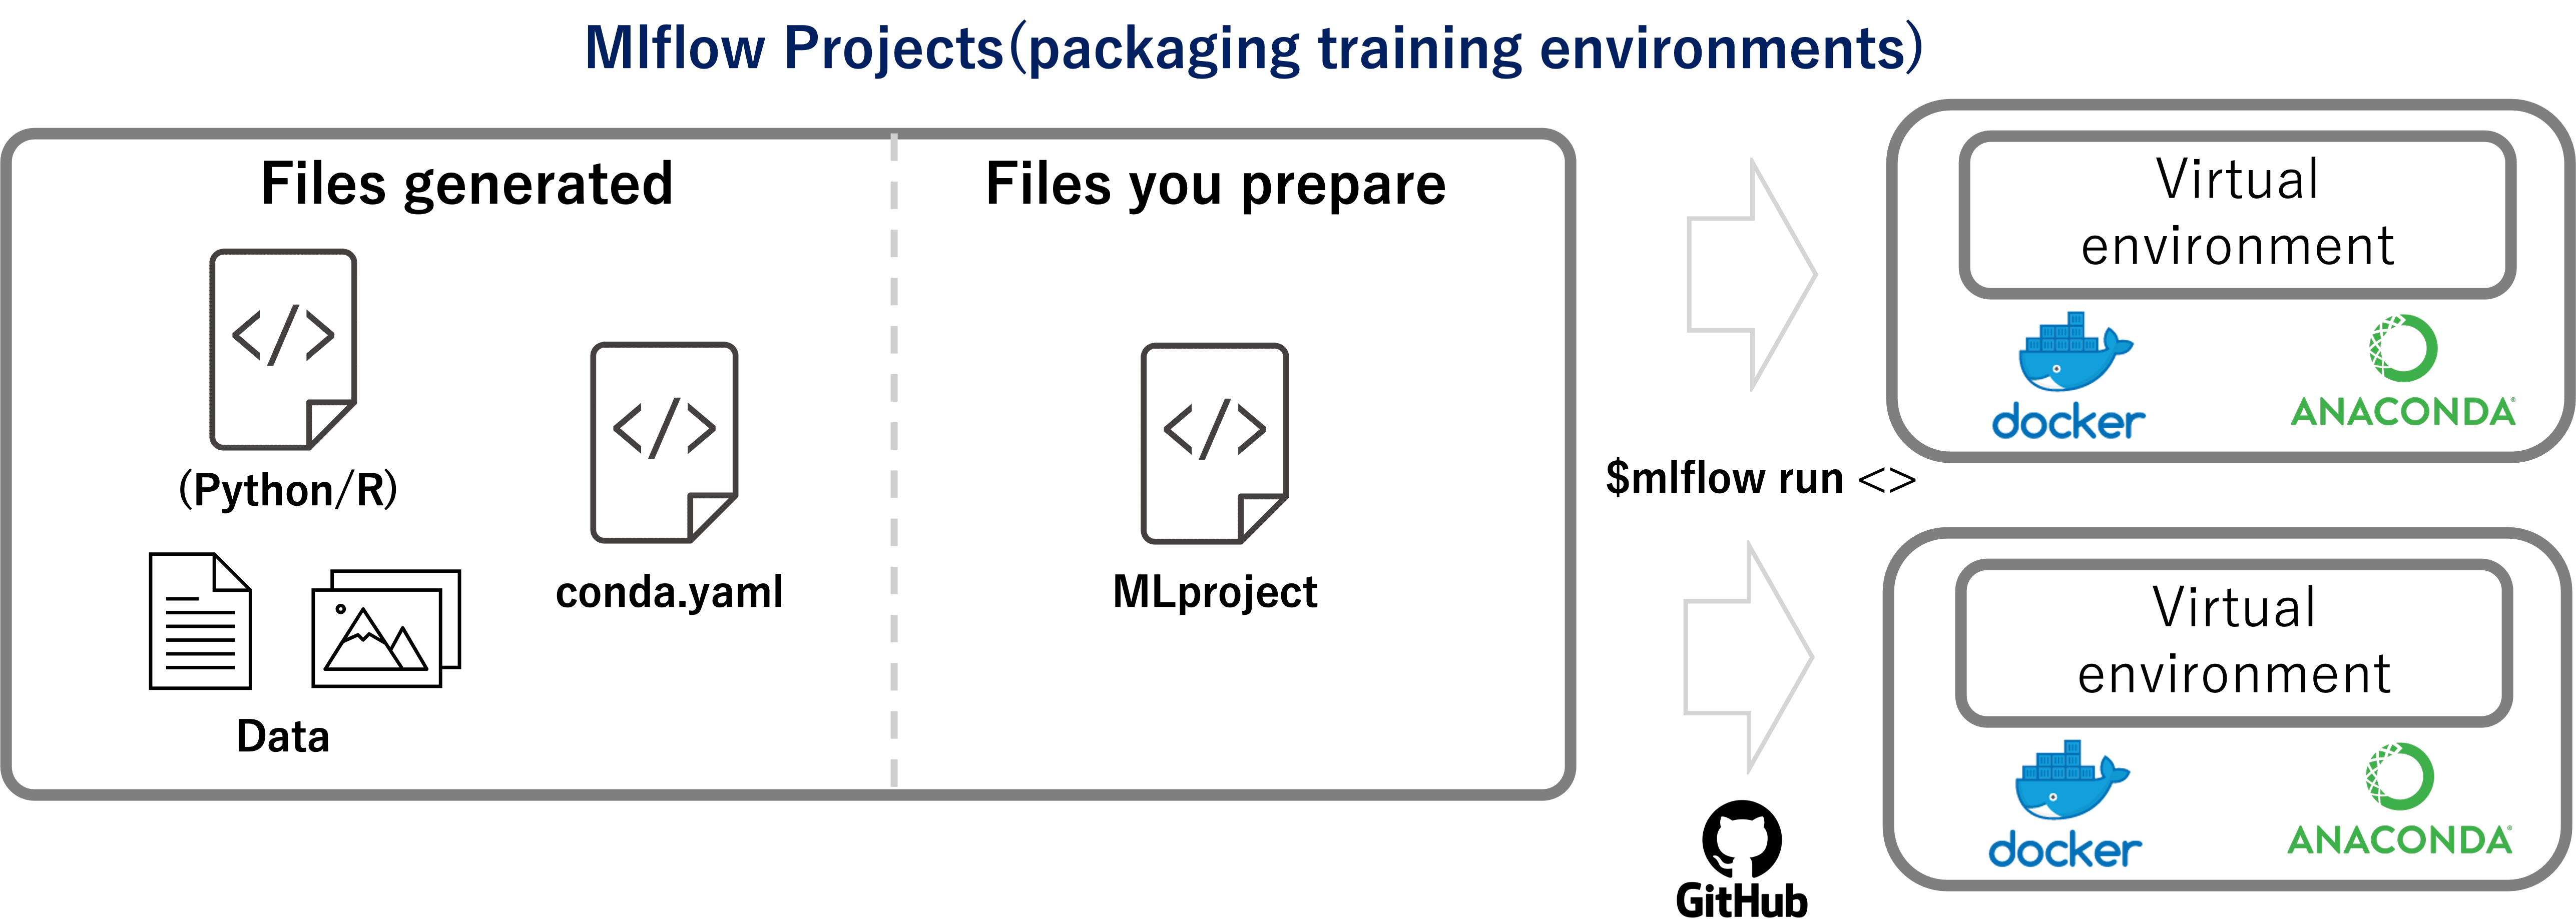 Mlflow Projects(packaging training environments)
Files generated
Files you prepare
</>
(Python/R)
</>
conda.yaml
Data
</>
MLproject
$mlflow run <>
GitHub
Virtual
environment
docker
ANACONDA®
Virtual
environment
docker
ANACONDA®